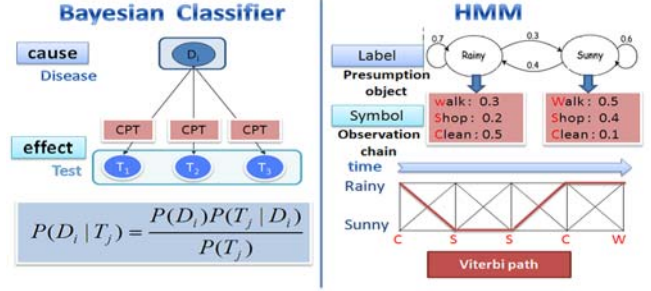 Bayesian Classifier
cause
Disease
Di
CPT CPT CPT
effect
Test
T1 T2 T3
P(Di | Tj) = P(Di)P(Tj | Di) / P(Tj)
HMM
Label
Presumption
object
0.7 Rainy 0.3 Sunny 0.6
0.4
Symbol
Observation
chain
walk: 0.3
Shop: 0.2
Clean: 0.5
Walk: 0.5
Shop: 0.4
Clean: 0.1
time
Rainy
Sunny
C S S C W
Viterbi path